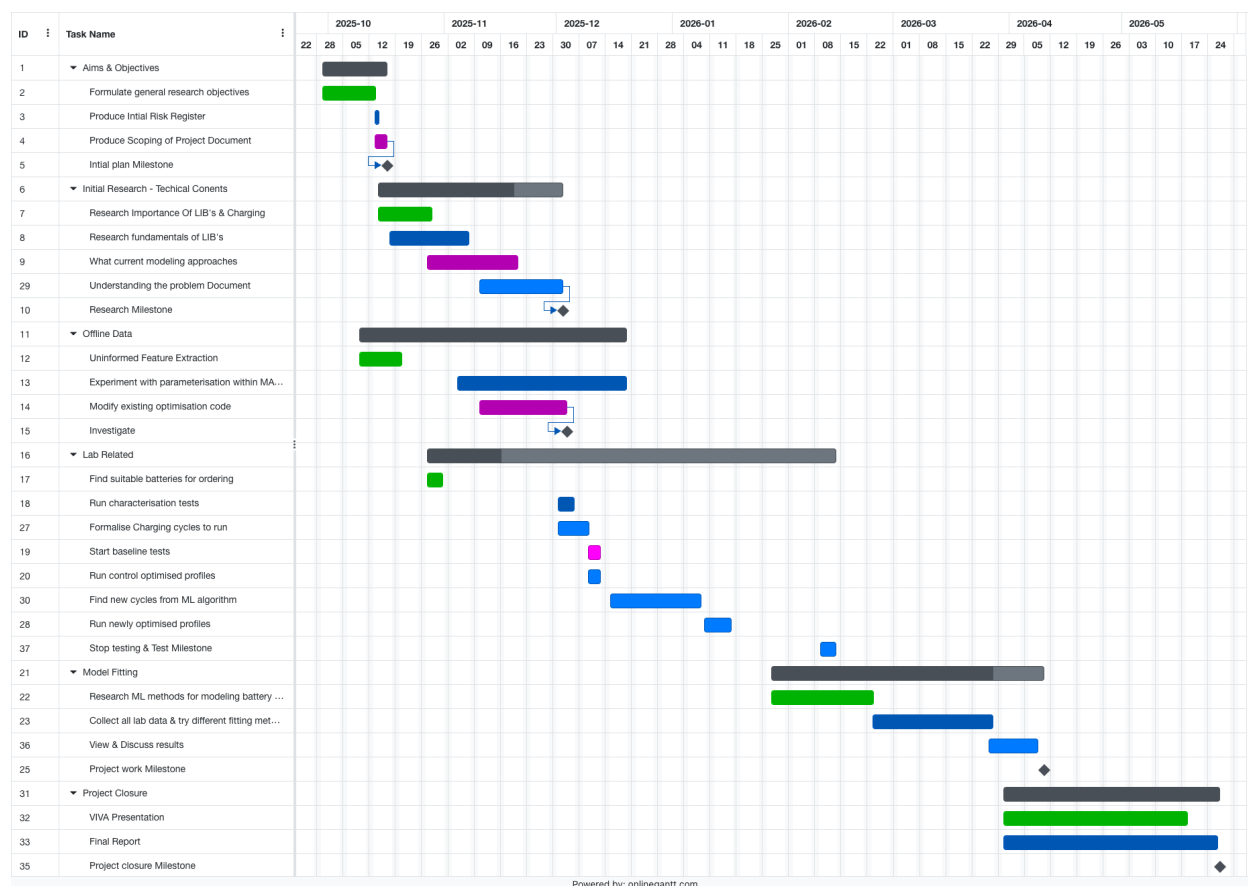 2025-10 2025-11 2025-12 2026-01 2026-02 2026-03 2026-04 2026-05
ID Task Name
22 28 05 12 19 26 02 09 16 23 30 07 14 21 28 04 11 18 25 01 08 15 22 01 08 15 22 29 05 12 19 26 03 10 17 24
1 Aims & Objectives
2 Formulate general research objectives
3 Produce Intial Risk Register
4 Produce Scoping of Project Document
5 Intial plan Milestone
6 Initial Research - Techical Conents
7 Research Importance Of LIB's & Charging
8 Research fundamentals of LIB's
9 What current modeling approaches
29 Understanding the problem Document
10 Research Milestone
11 Offline Data
12 Uninformed Feature Extraction
13 Experiment with parameterisation within MA...
14 Modify existing optimisation code
15 Investigate
16 Lab Related
17 Find suitable batteries for ordering
18 Run characterisation tests
27 Formalise Charging cycles to run
19 Start baseline tests
20 Run control optimised profiles
30 Find new cycles from ML algorithm
28 Run newly optimised profiles
37 Stop testing & Test Milestone
21 Model Fitting
22 Research ML methods for modeling battery ...
23 Collect all lab data & try different fitting met...
36 View & Discuss results
25 Project work Milestone
31 Project Closure
32 VIVA Presentation
33 Final Report
35 Project closure Milestone
Powered by: onlinegantt.com